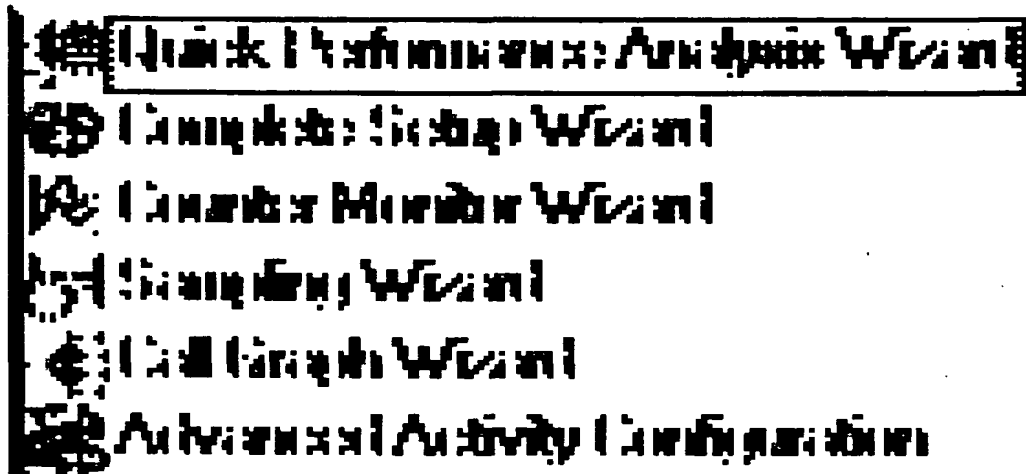 Quick Performance Analysis Wizard
Complete Setup Wizard
Counter Monitor Wizard
Sampling Wizard
Call Graph Wizard
Advanced Activity Configuration